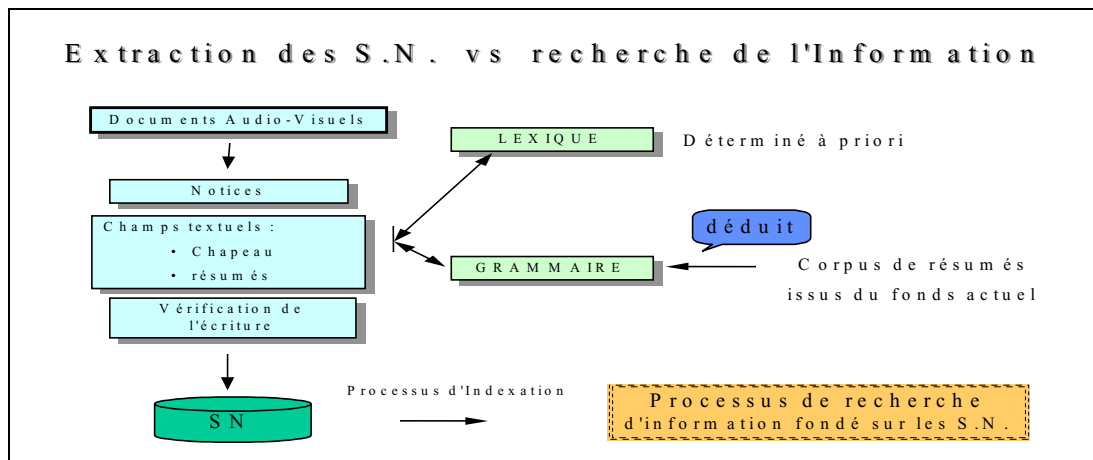 Extraction des S.N. vs recherche de l'Information
Documents Audio-Visuels
Notices
Champs textuels :
• Chapeau
• résumés
Vérification de
l'écriture
SN
LEXIQUE
Déterminé à priori
déduit
GRAMMAIRE
Corpus de résumés
issus du fonds actuel
Processus d'Indexation
Processus de recherche
d'information fondé sur les S.N.